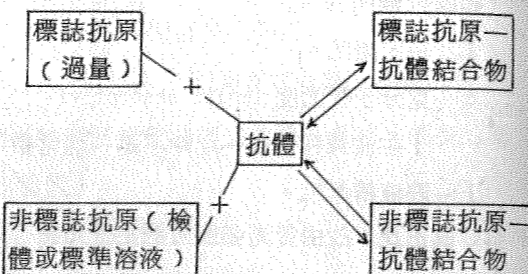 標誌抗原
(過量)
標誌抗原—
抗體結合物
+
抗體
+
非標誌抗原(檢
體或標準溶液)
非標誌抗原—
抗體結合物